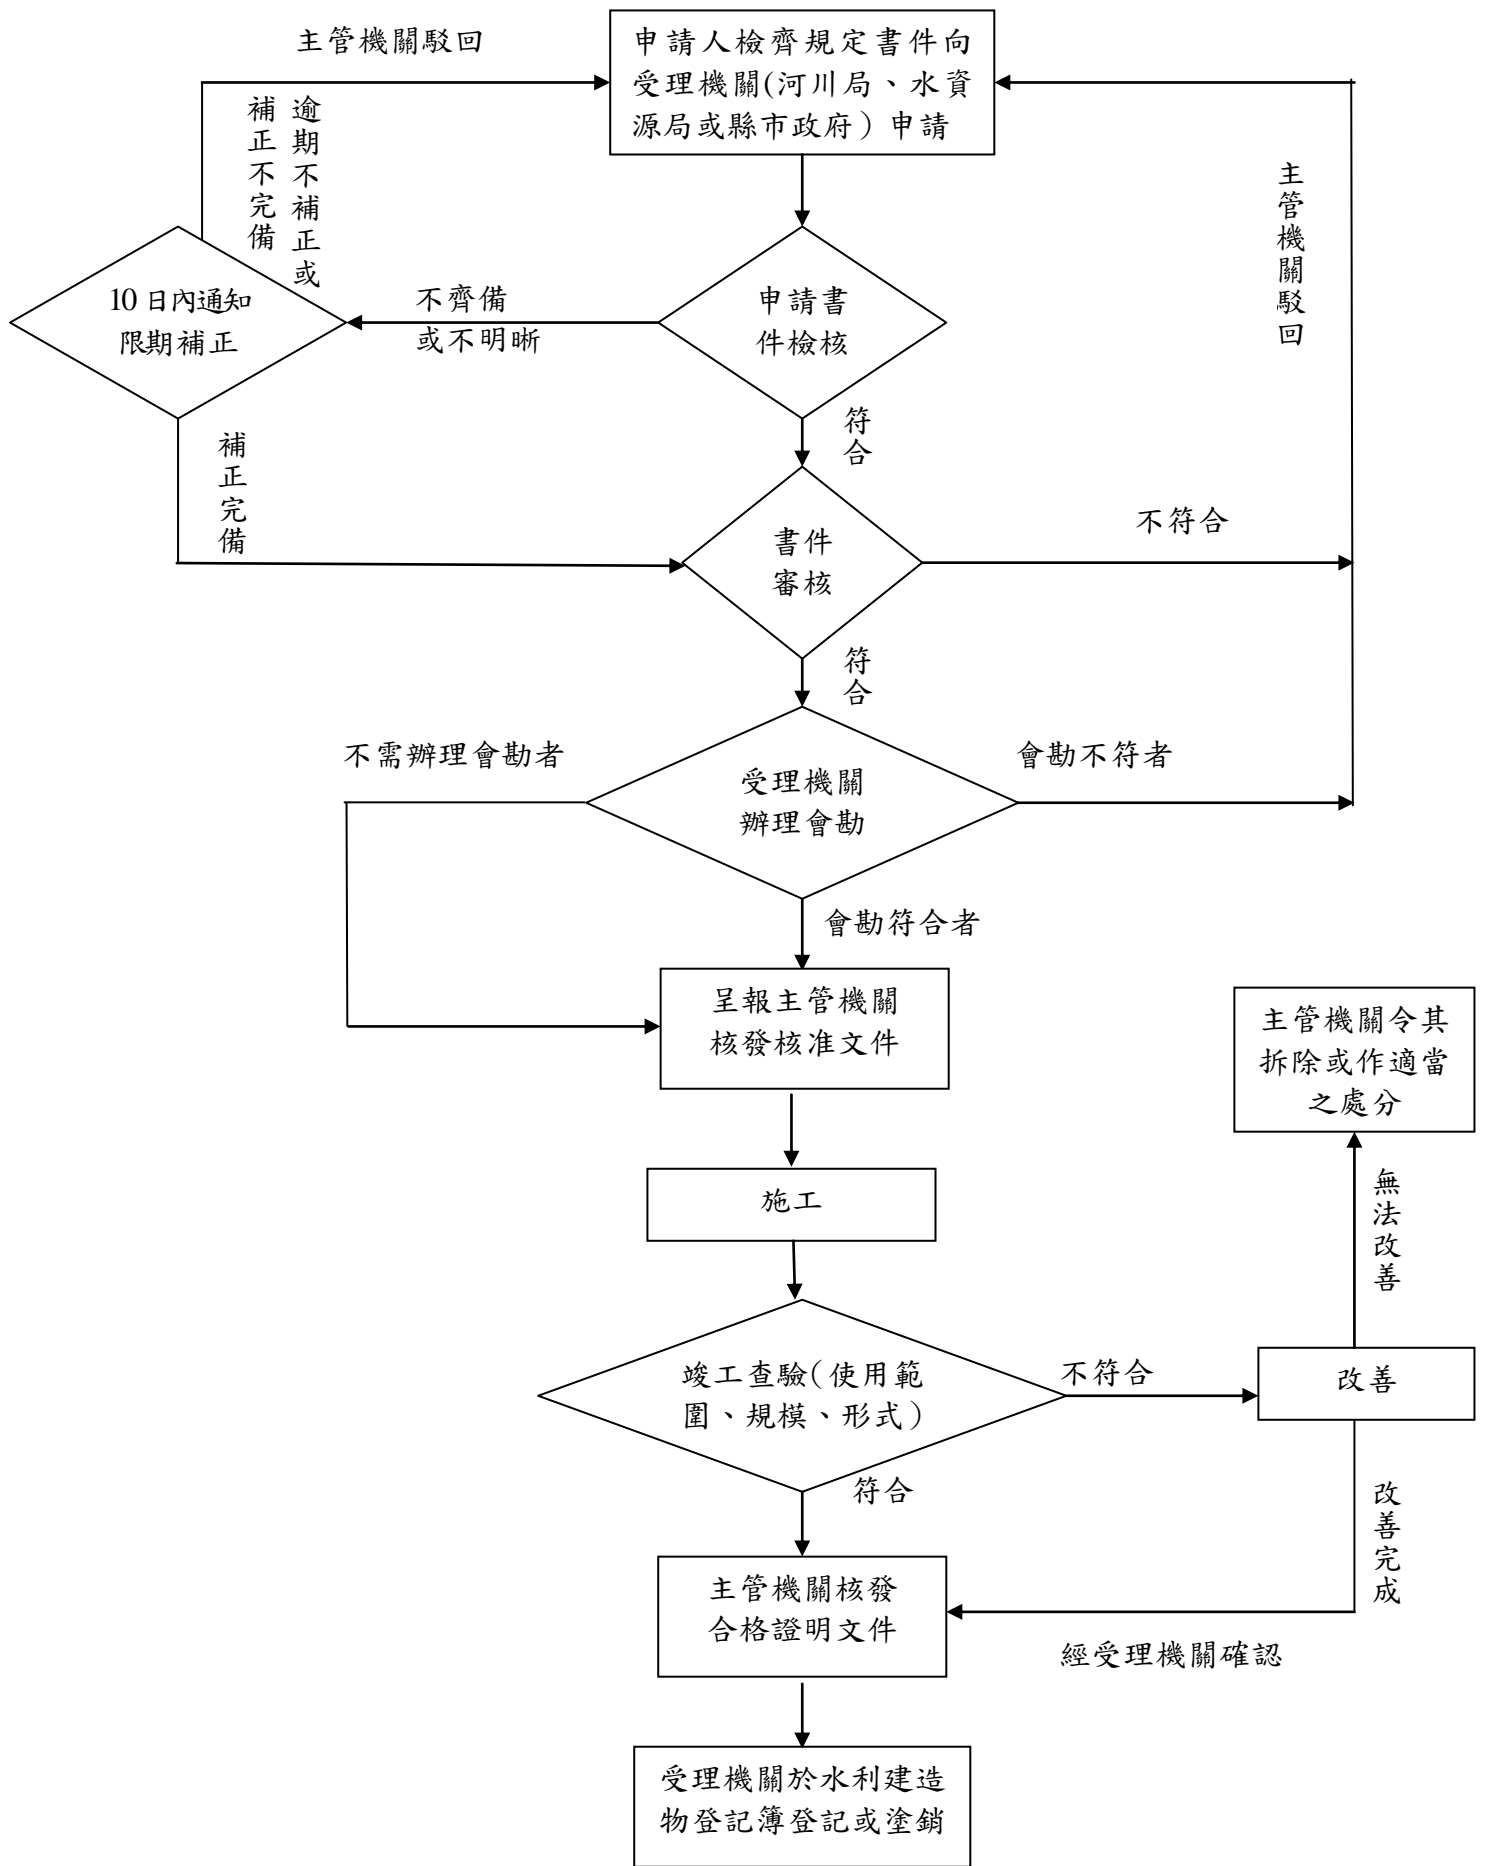 主管機關駁回
申請人檢齊規定書件向
受理機關(河川局、水資
源局或縣市政府）申請
逾期不補正或
補正不完備
主管機關駁回
10 日內通知
限期補正
不齊備
或不明晰
申請書
件檢核
符合
補正完備
書件
審核
不符合
符合
不需辦理會勘者
受理機關
辦理會勘
會勘不符者
會勘符合者
呈報主管機關
核發核准文件
主管機關令其
拆除或作適當
之處分
施工
無法改善
竣工查驗(使用範
圍、規模、形式)
不符合
改善
符合
改善完成
主管機關核發
合格證明文件
經受理機關確認
受理機關於水利建造
物登記簿登記或塗銷